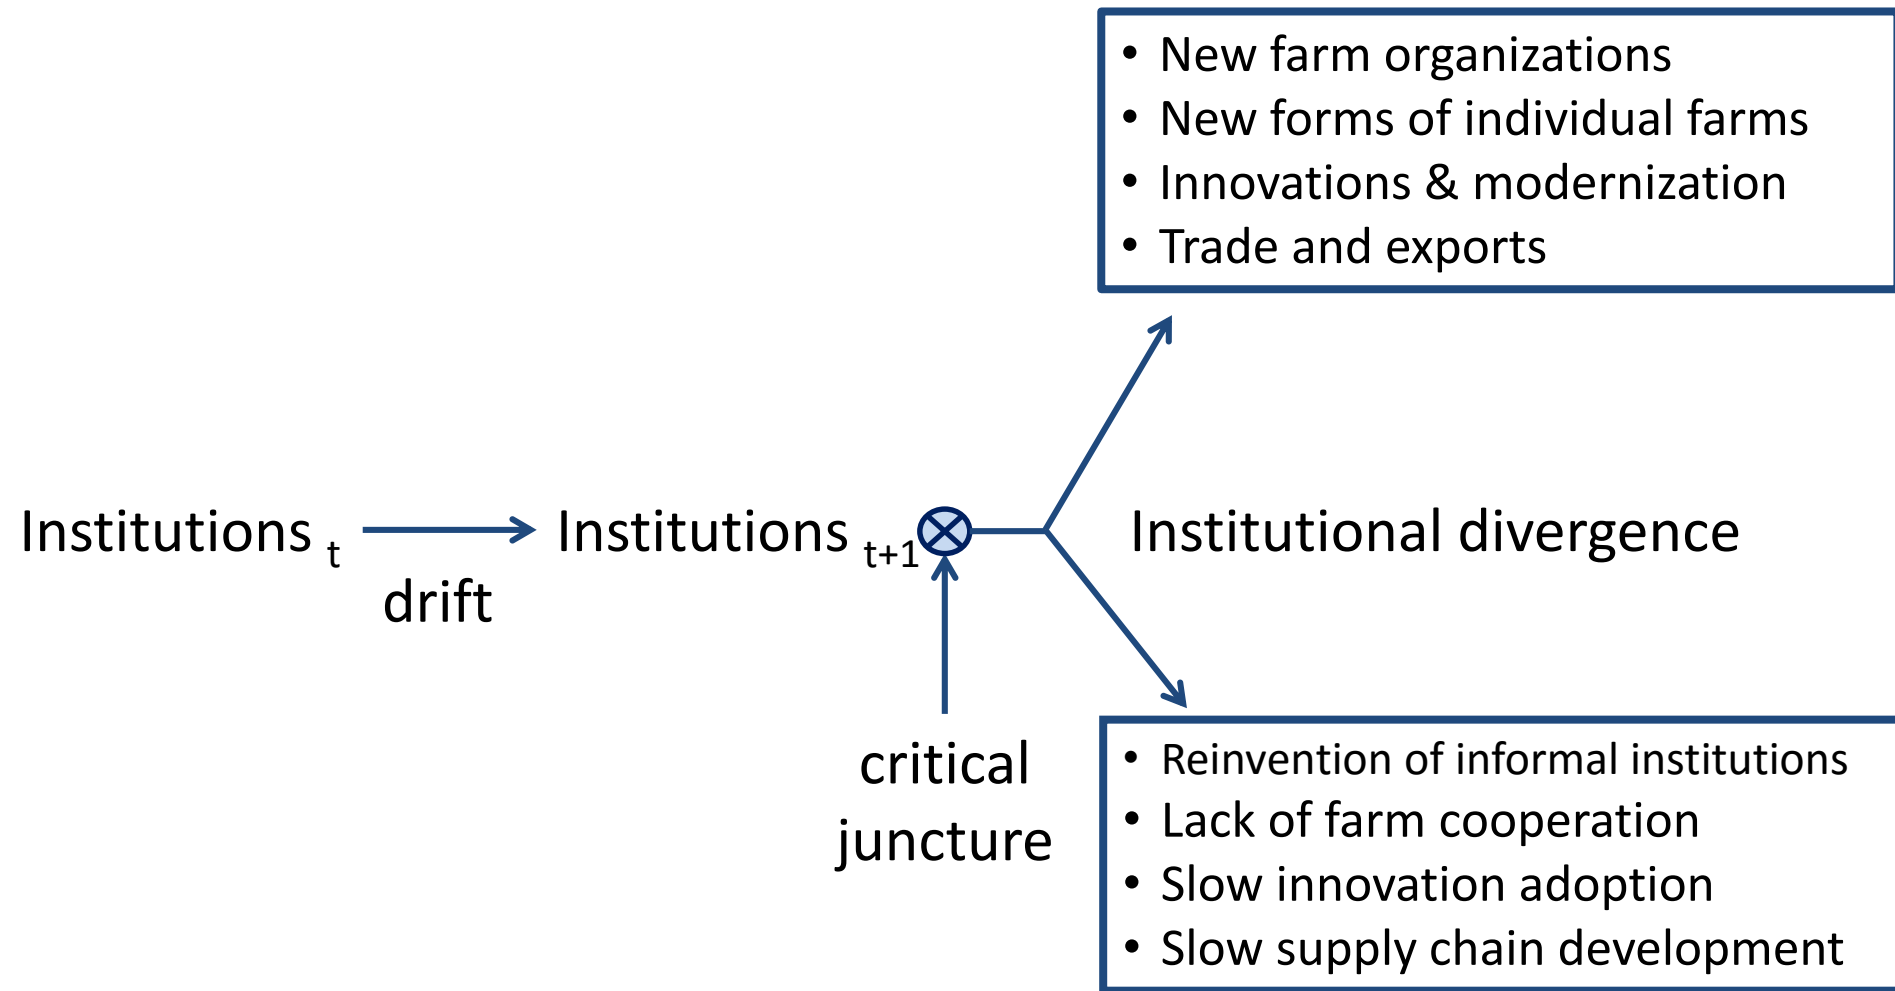 • New farm organizations
• New forms of individual farms
• Innovations & modernization
• Trade and exports
Institutions t
drift
Institutions t+1
Institutional divergence
critical
juncture
• Reinvention of informal institutions
• Lack of farm cooperation
• Slow innovation adoption
• Slow supply chain development